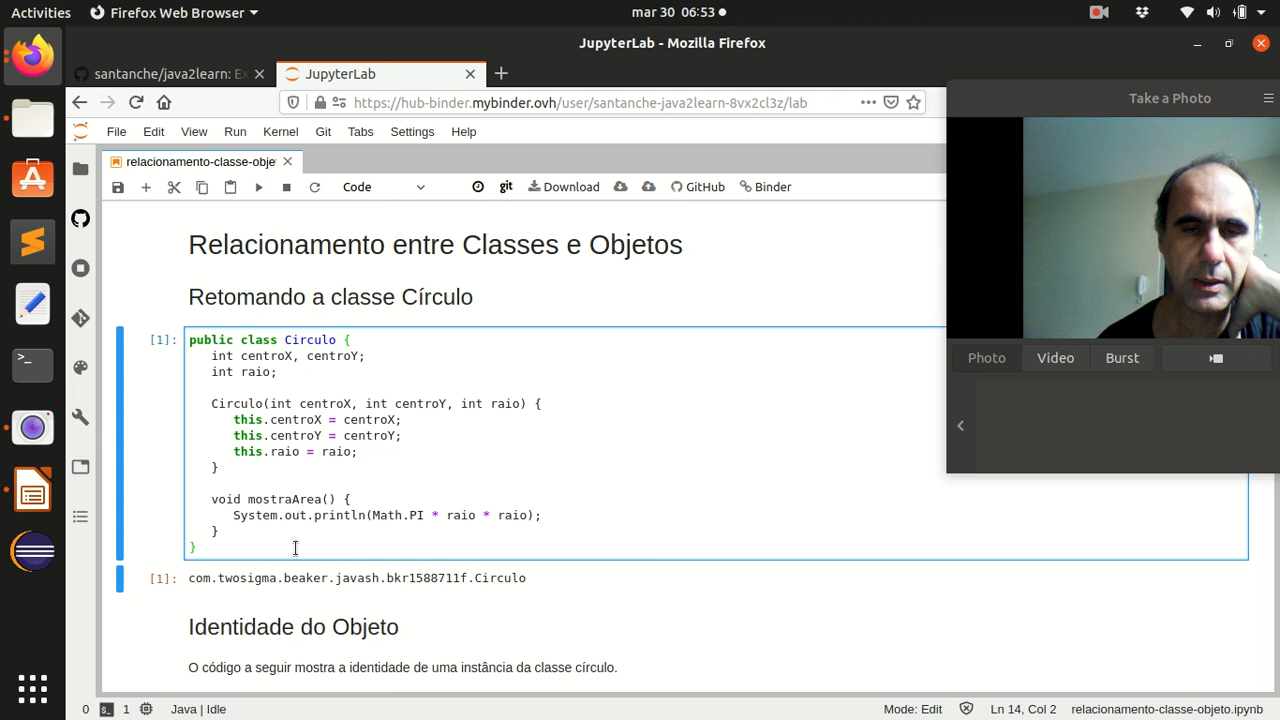 Activities
Firefox Web Browser
mar 30 06:53
JupyterLab - Mozilla Firefox
santanche/java2learn: Ex
JupyterLab
https://hub-binder.mybinder.ovh/user/santanche-java2learn-8vx2cl3z/lab
Take a Photo
File Edit View Run Kernel Git Tabs Settings Help
relacionamento-classe-obje
Code
git
Download
GitHub
Binder
Relacionamento entre Classes e Objetos
Retomando a classe Círculo
[1]:
public class Circulo {
int centroX, centroY;
int raio;
Circulo(int centroX, int centroY, int raio) {
this.centroX = centroX;
this.centroY = centroY;
this.raio = raio;
}
void mostraArea() {
System.out.println(Math.PI * raio * raio);
}
}
[1]: com.twosigma.beaker.javash.bkr1588711f.Circulo
Photo Video Burst
Identidade do Objeto
O código a seguir mostra a identidade de uma instância da classe círculo.
0 1 Java | Idle
Mode: Edit
Ln 14, Col 2
relacionamento-classe-objeto.ipynb